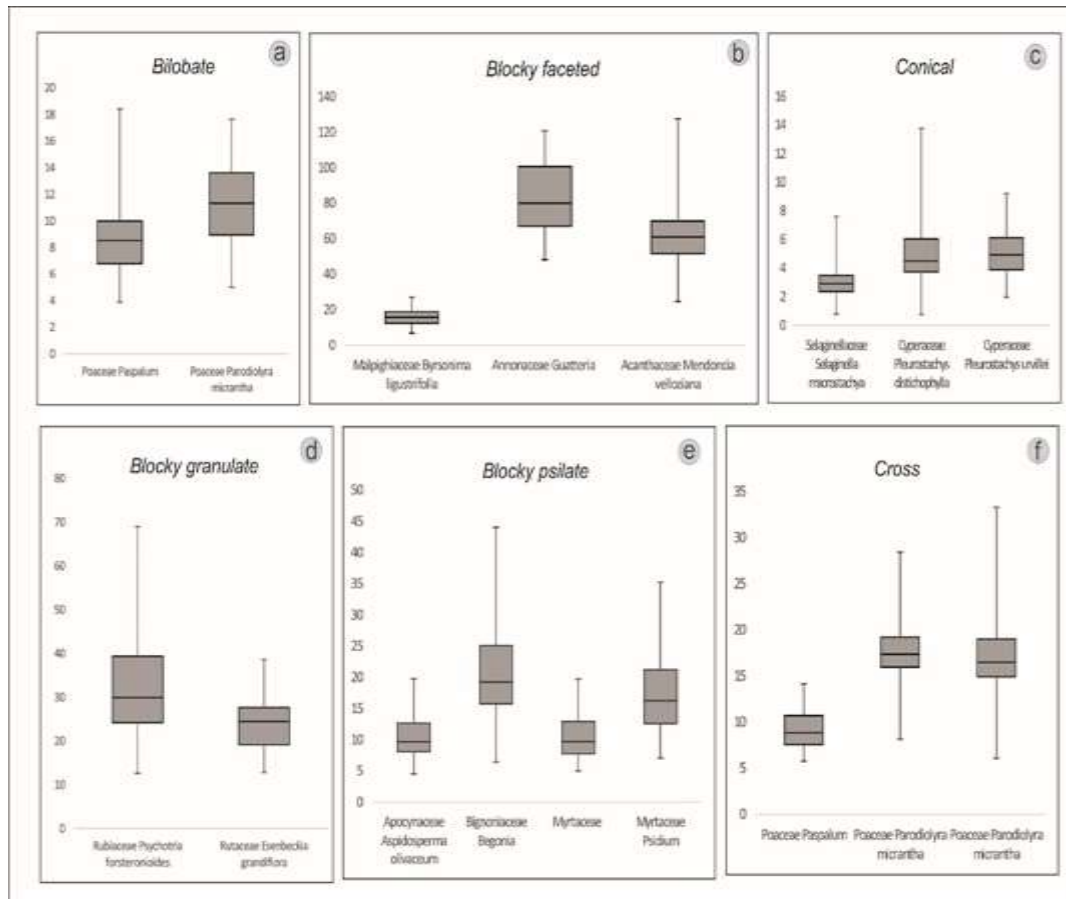 a
Bilobate
20
18
16
14
12
10
8
6
4
2
0
Poaceae Paspalum
Poaceae Parodiolyra
micrantha
b
Blocky faceted
140
120
100
80
60
40
20
0
Malpighiaceae Byrsonima
ligustrifolia
Annonaceae Guatteria
Acanthaceae Mendoncia
vellosiana
c
Conical
16
14
12
10
8
6
4
2
0
Selaginellaceae
Selaginella
macrostachya
Cyperaceae
Pleurostachys
distichophylla
Cyperaceae
Pleurostachys urvillei
d
Blocky granulate
80
70
60
50
40
30
20
10
0
Rubiaceae Psychotria
forsteronioides
Rutaceae Esenbeckia
grandiflora
e
Blocky psilate
50
45
40
35
30
25
20
15
10
5
0
Apocynaceae
Aspidosperma
olivaceum
Bignoniaceae
Begonia
Myrtaceae
Myrtaceae
Psidium
f
Cross
35
30
25
20
15
10
5
0
Poaceae Paspalum
Poaceae Parodiolyra
micrantha
Poaceae Parodiolyra
micrantha